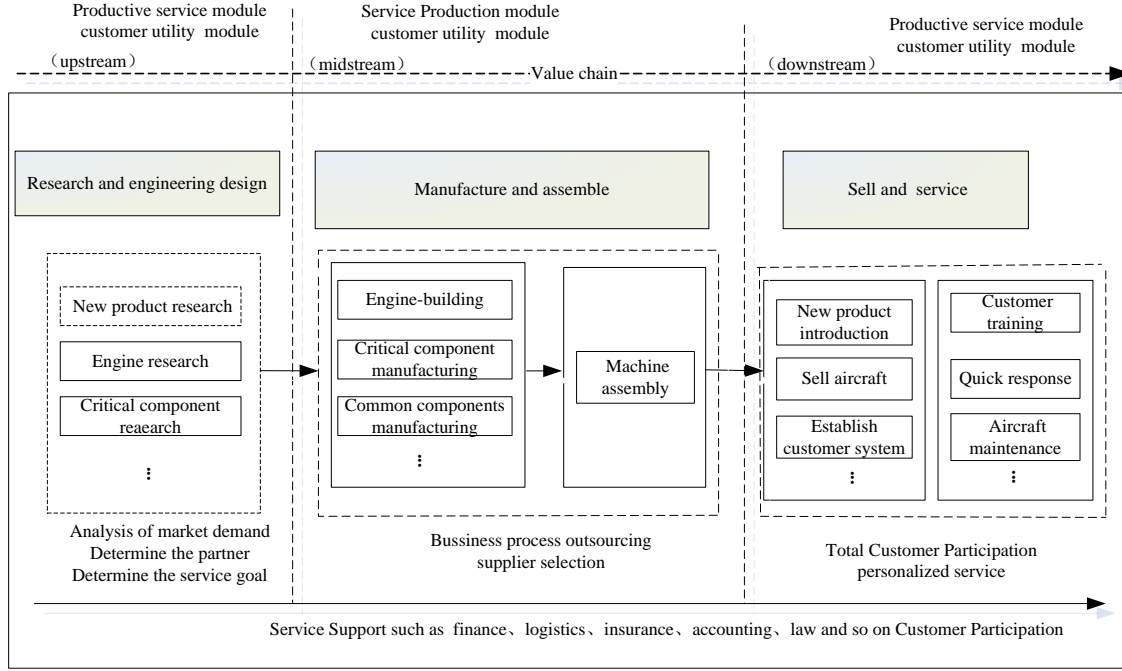 Productive service module
customer utility module
Service Production module
customer utility module
Productive service module
customer utility module
（upstream）
（midstream）
Value chain
（downstream）
Research and engineering design
Manufacture and assemble
Sell and service
New product research
Engine research
Critical component
reaearch
⋮
Engine-building
Critical component
manufacturing
Common components
manufacturing
⋮
Machine
assembly
New product
introduction
Sell aircraft
Establish
customer system
⋮
Customer
training
Quick response
Aircraft
maintenance
⋮
Analysis of market demand
Determine the partner
Determine the service goal
Bussiness process outsourcing
supplier selection
Total Customer Participation
personalized service
Service Support such as finance、logistics、insurance、accounting、law and so on Customer Participation